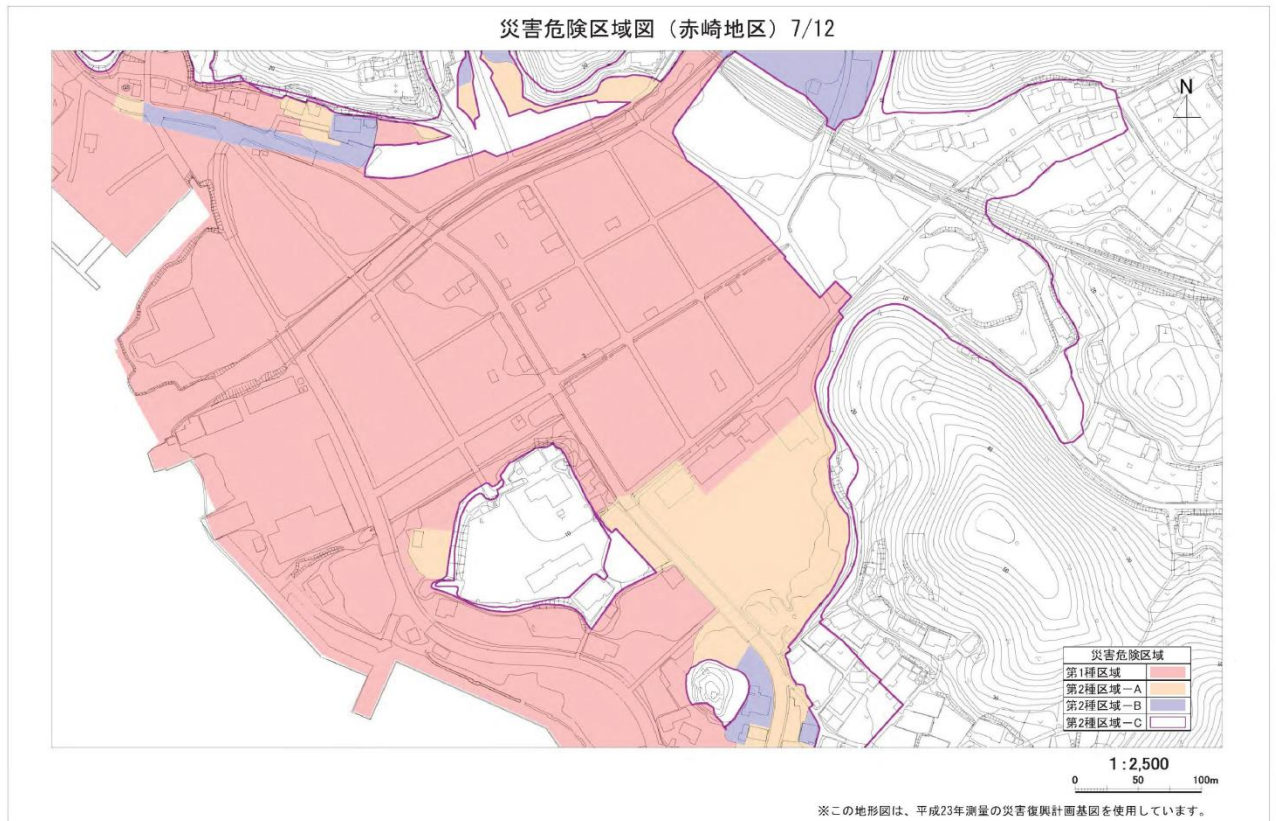 災害危険区域図（赤崎地区）7/12
N
災害危険区域
第1種区域
第2種区域－A
第2種区域－B
第2種区域－C
1:2,500
0 50 100m
※この地形図は、平成23年測量の災害復興計画基図を使用しています。